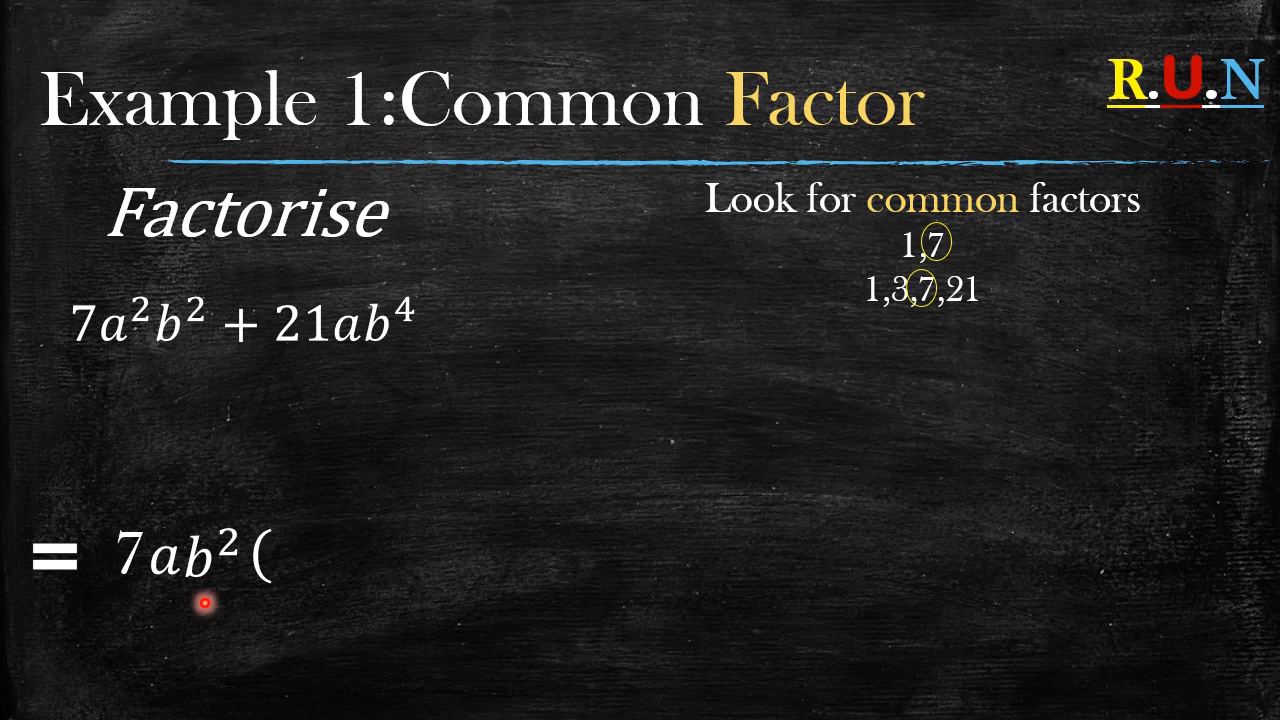 Example 1:Common Factor
R.U.N
Factorise
Look for common factors
1,7
1,3,7,21
7a²b² + 21ab⁴
= 7ab² (